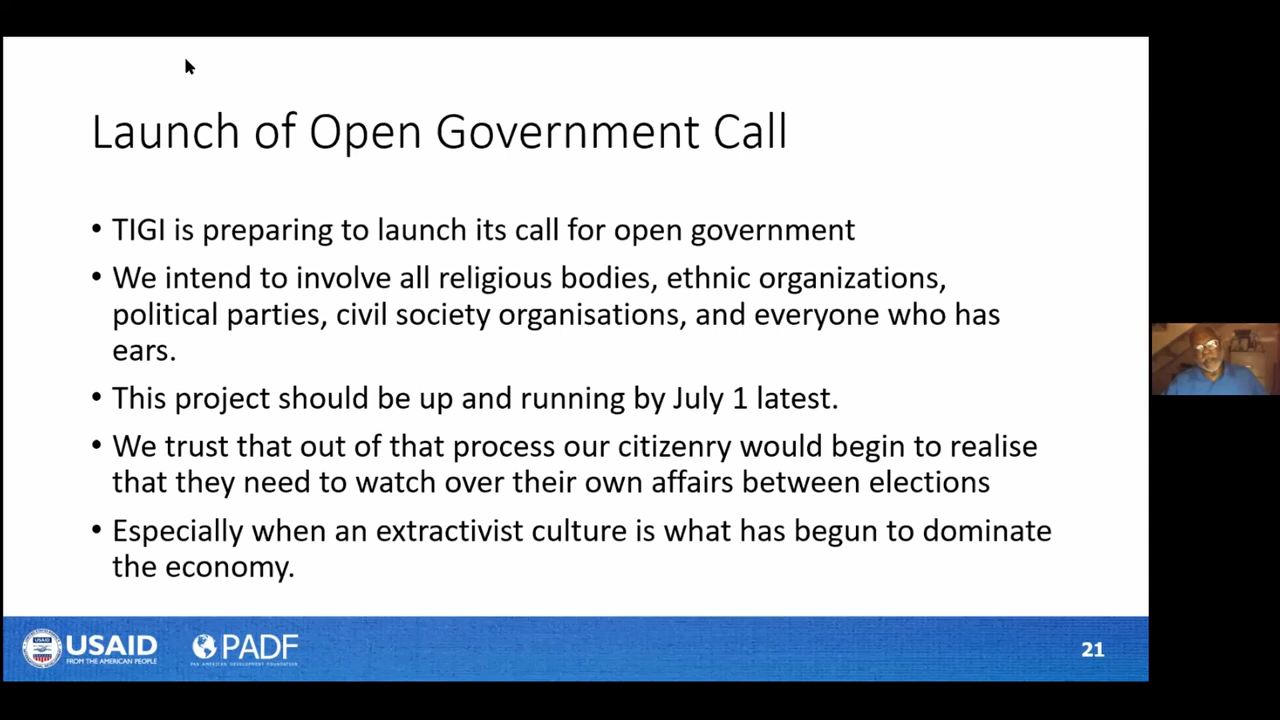 Launch of Open Government Call
• TIGI is preparing to launch its call for open government
• We intend to involve all religious bodies, ethnic organizations,
political parties, civil society organisations, and everyone who has
ears.
• This project should be up and running by July 1 latest.
• We trust that out of that process our citizenry would begin to realise
that they need to watch over their own affairs between elections
• Especially when an extractivist culture is what has begun to dominate
the economy.
USAID
FROM THE AMERICAN PEOPLE
PADF
PAN AMERICAN DEVELOPMENT FOUNDATION
21